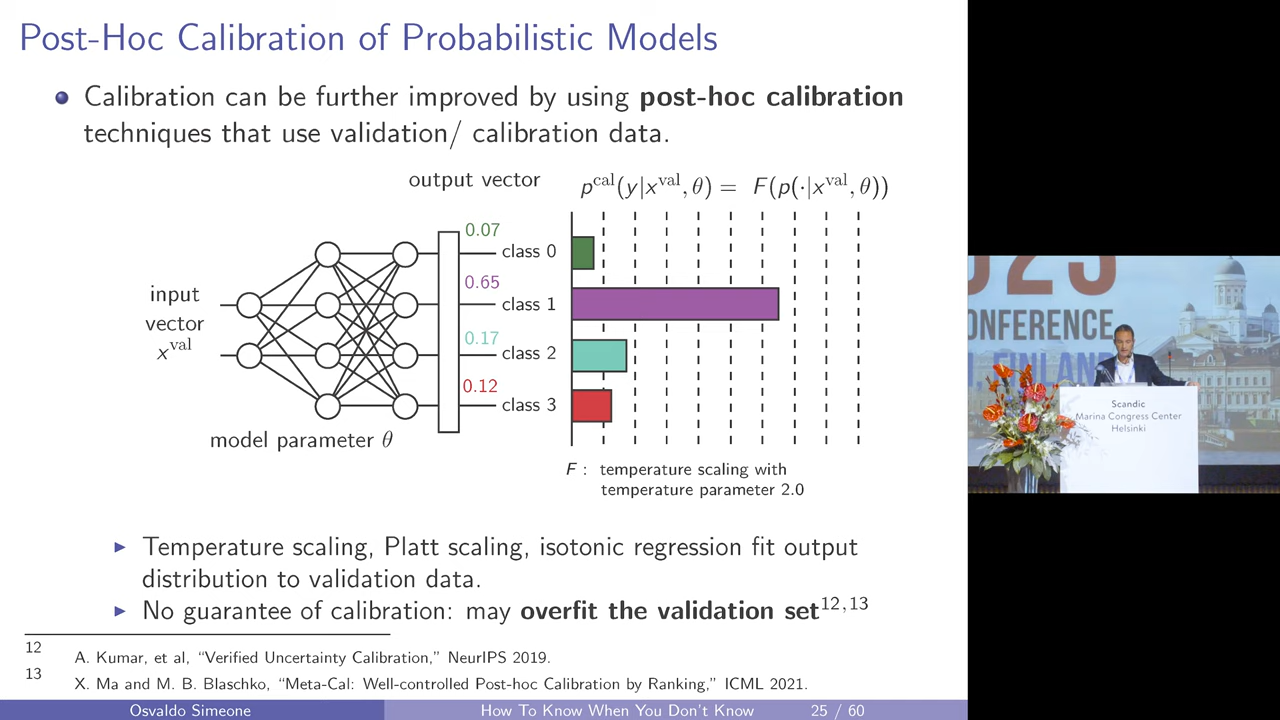 Post-Hoc Calibration of Probabilistic Models
Calibration can be further improved by using post-hoc calibration
techniques that use validation/ calibration data.
output vector
p^cal(y|x^val, θ) = F(p(·|x^val, θ))
0.07
class 0
0.65
class 1
0.17
class 2
0.12
class 3
input
vector
x^val
model parameter θ
F : temperature scaling with
temperature parameter 2.0
Temperature scaling, Platt scaling, isotonic regression fit output
distribution to validation data.
No guarantee of calibration: may overfit the validation set^12,13
12 A. Kumar, et al, “Verified Uncertainty Calibration,” NeurIPS 2019.
13 X. Ma and M. B. Blaschko, “Meta-Cal: Well-controlled Post-hoc Calibration by Ranking,” ICML 2021.
Osvaldo Simeone
How To Know When You Don’t Know
25 / 60
2023
ONFERENCE
, FINLAND
Scandic
Marina Congress Center
Helsinki